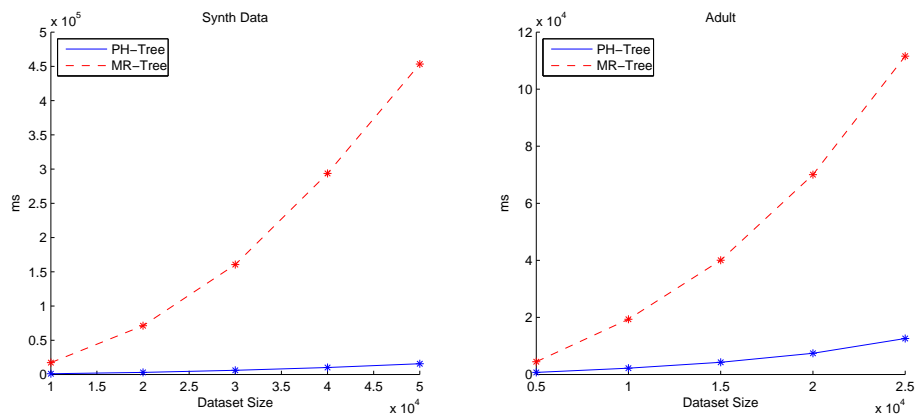 Synth Data
x 10^5
5
4.5
4
3.5
3
2.5
2
1.5
1
0.5
0
ms
PH-Tree
MR-Tree
1 1.5 2 2.5 3 3.5 4 4.5 5
x 10^4
Dataset Size
Adult
x 10^4
12
10
8
6
4
2
0
ms
PH-Tree
MR-Tree
0.5 1 1.5 2 2.5
x 10^4
Dataset Size